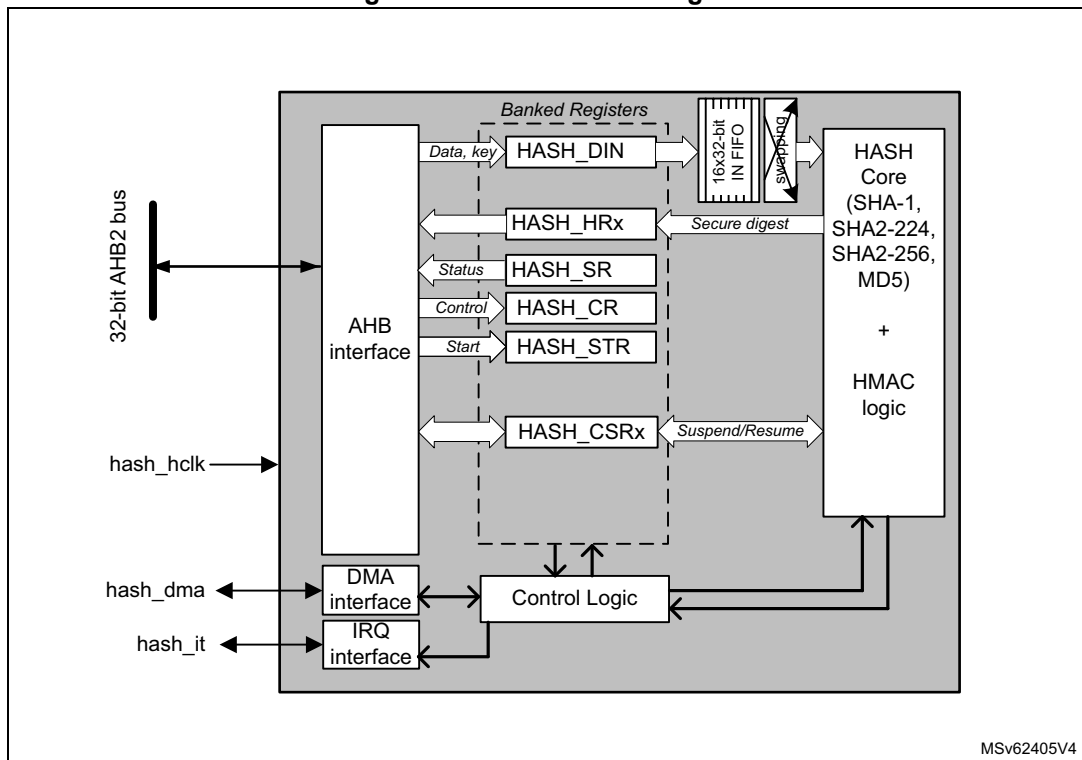 Banked Registers
Data, key
HASH_DIN
16x32-bit
IN FIFO
swapping
HASH
Core
(SHA-1,
SHA2-224,
SHA2-256,
MD5)
+
HMAC
logic
HASH_HRx
Secure digest
Status
HASH_SR
Control
HASH_CR
Start
HASH_STR
HASH_CSRx
Suspend/Resume
AHB
interface
32-bit AHB2 bus
hash_hclk
hash_dma
DMA
interface
Control Logic
hash_it
IRQ
interface
MSv62405V4